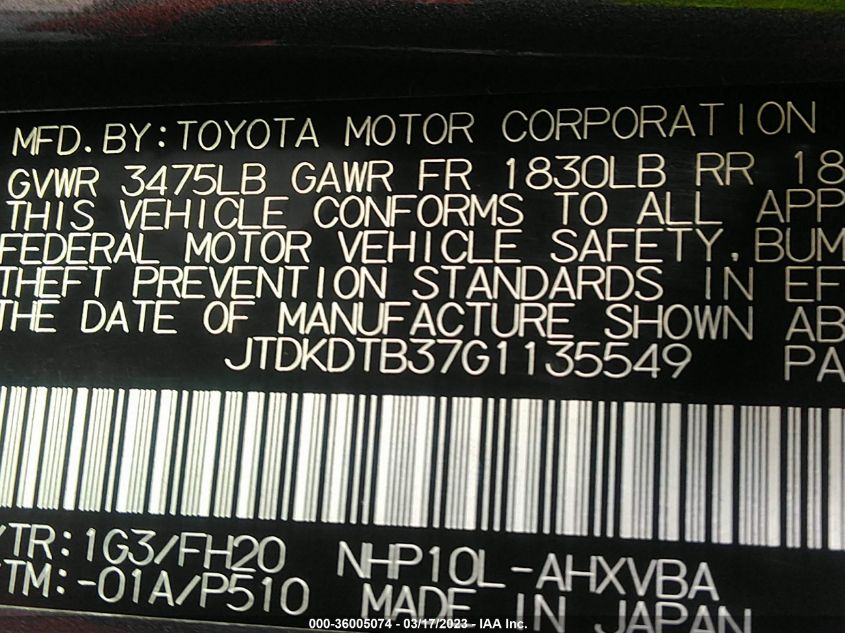 MFD.BY:TOYOTA MOTOR CORPORATION
GVWR 3475LB GAWR FR 1830LB RR 18
THIS VEHICLE CONFORMS TO ALL APP
FEDERAL MOTOR VEHICLE SAFETY, BUM
THEFT PREVENTION STANDARDS IN EF
THE DATE OF MANUFACTURE SHOWN AB
JTDKDTB37G1135549 PA
/TR:1G3/FH20 NHP10L-AHXVBA
TM:-01A/P510 MADE IN JAPAN
000-36005074 — 03/17/2023 — IAA Inc.